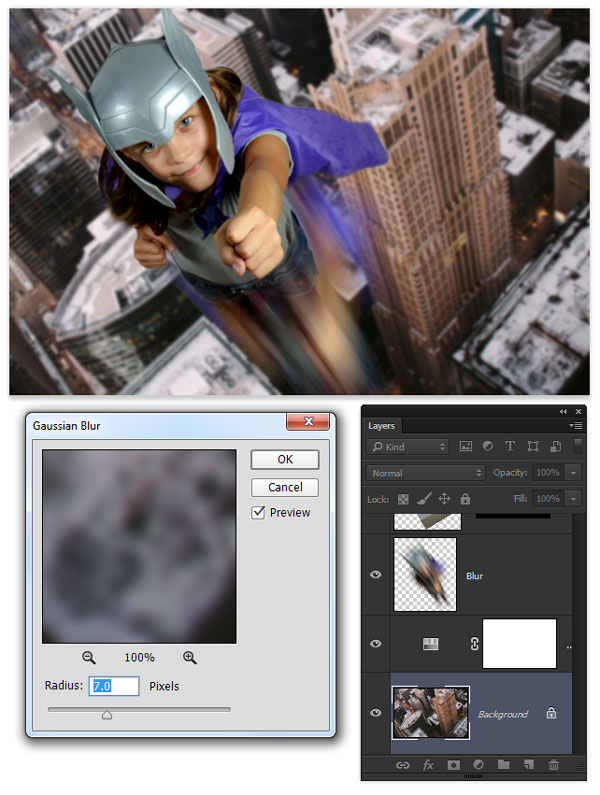 Gaussian Blur
OK
Cancel
Preview
100%
Radius: 7.0 Pixels
Layers
Kind
Normal Opacity: 100%
Lock: Fill: 100%
Blur
..
Background
fx